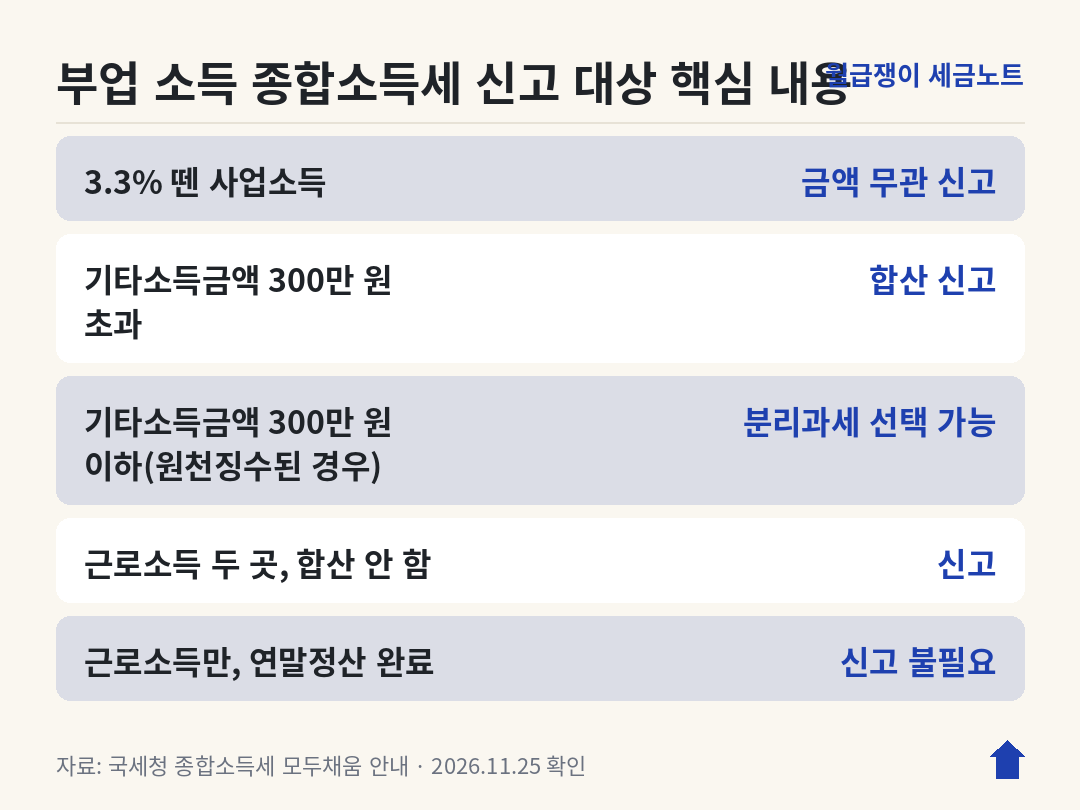 부업 소득 종합소득세 신고 대상 핵심 내용
월급쟁이 세금노트
3.3% 뗀 사업소득
금액 무관 신고
기타소득금액 300만 원
초과
합산 신고
기타소득금액 300만 원
이하(원천징수된 경우)
분리과세 선택 가능
근로소득 두 곳, 합산 안 함
신고
근로소득만, 연말정산 완료
신고 불필요
자료: 국세청 종합소득세 모두채움 안내 · 2026.11.25 확인